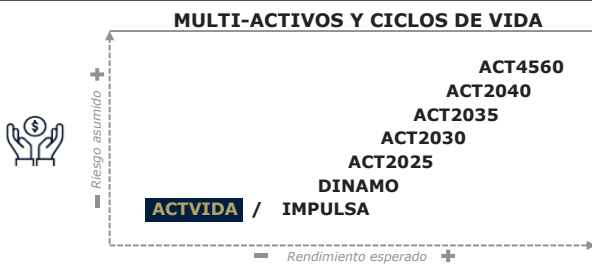 MULTI-ACTIVOS Y CICLOS DE VIDA
ACT4560
ACT2040
ACT2035
ACT2030
ACT2025
DINAMO
ACTVIDA / IMPULSA
Riesgo asumido
Rendimiento esperado
$